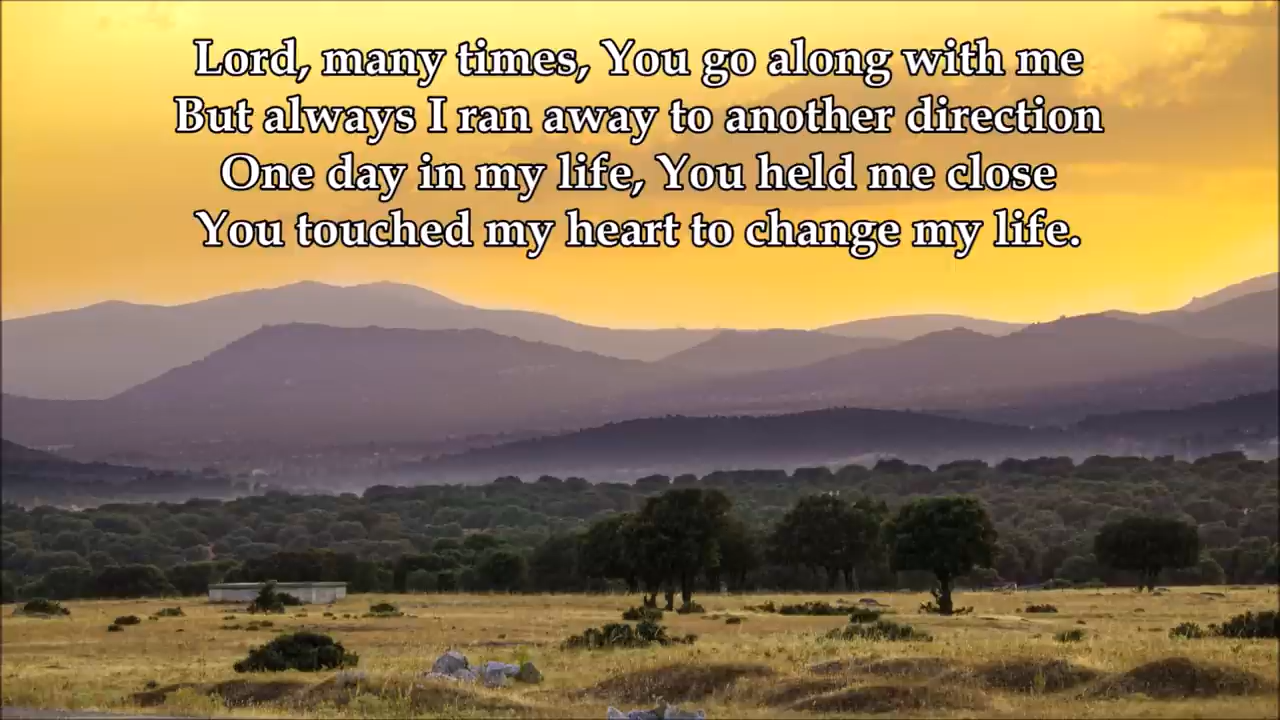 Lord, many times, You go along with me
But always I ran away to another direction
One day in my life, You held me close
You touched my heart to change my life.